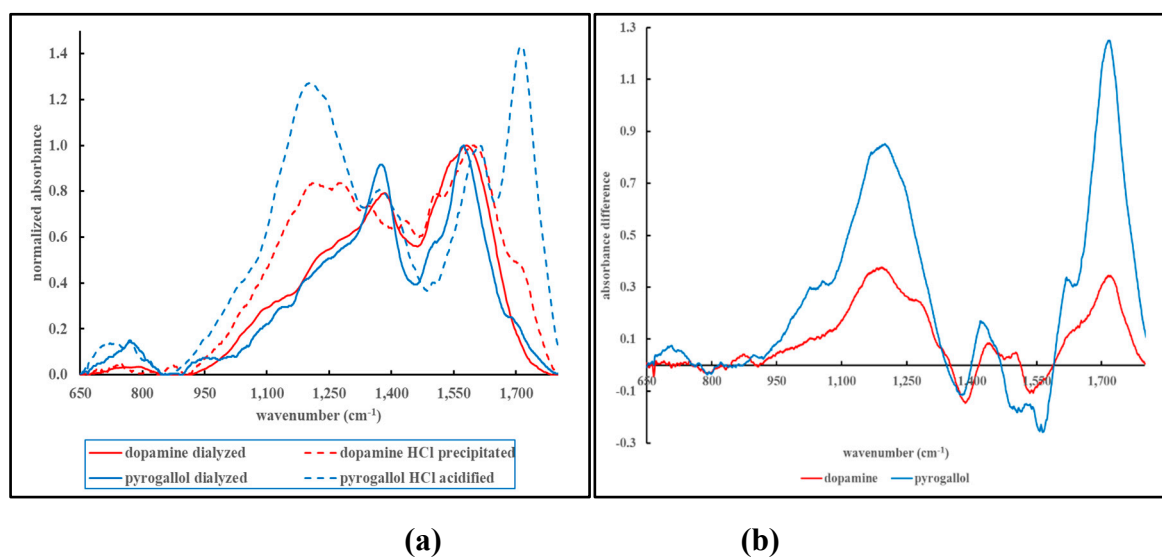 1.4
1.2
1.0
0.8
0.6
0.4
0.2
0.0
normalized absorbance
650 800 950 1,100 1,250 1,400 1,550 1,700
wavenumber (cm⁻¹)
dopamine dialyzed dopamine HCl precipitated
pyrogallol dialyzed pyrogallol HCl acidified
(a)
1.3
1.1
0.9
0.7
0.5
0.3
0.1
-0.1
-0.3
absorbance difference
650 800 950 1,100 1,250 1,400 1,550 1,700
wavenumber (cm⁻¹)
dopamine pyrogallol
(b)